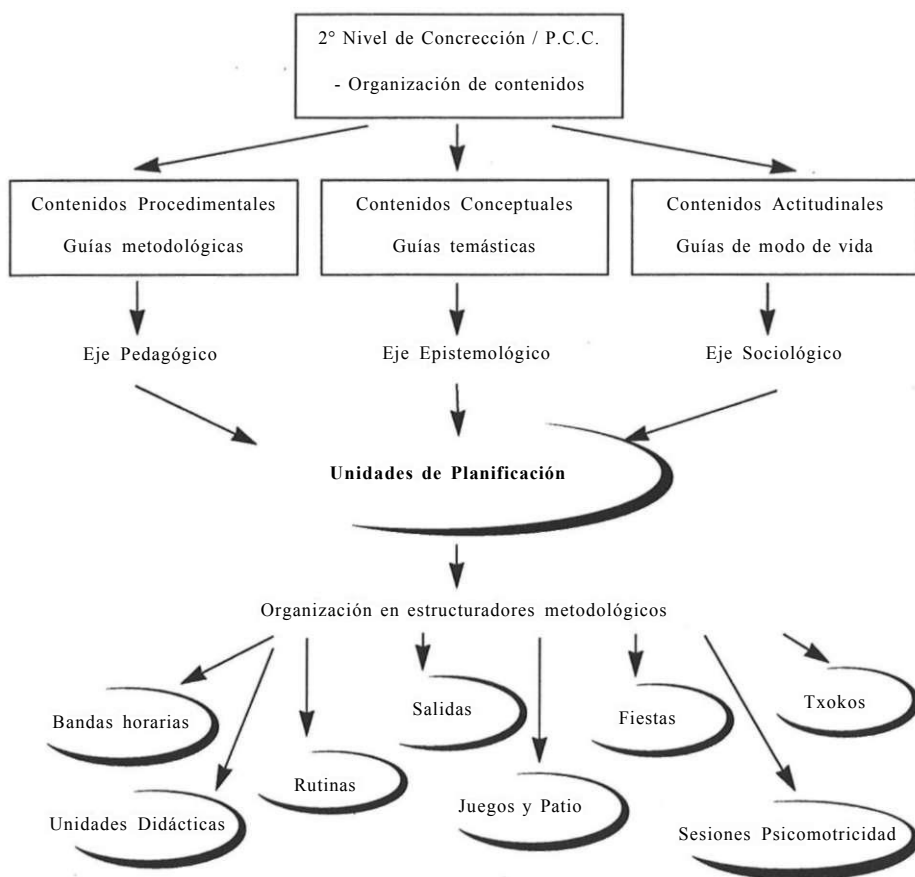 2° Nivel de Concrección / P.C.C.
- Organización de contenidos
Contenidos Procedimentales
Guías metodológicas
Contenidos Conceptuales
Guías temásticas
Contenidos Actitudinales
Guías de modo de vida
Eje Pedagógico
Eje Epistemológico
Eje Sociológico
Unidades de Planificación
Organización en estructuradores metodológicos
Bandas horarias
Salidas
Fiestas
Txokos
Rutinas
Juegos y Patio
Unidades Didácticas
Sesiones Psicomotricidad